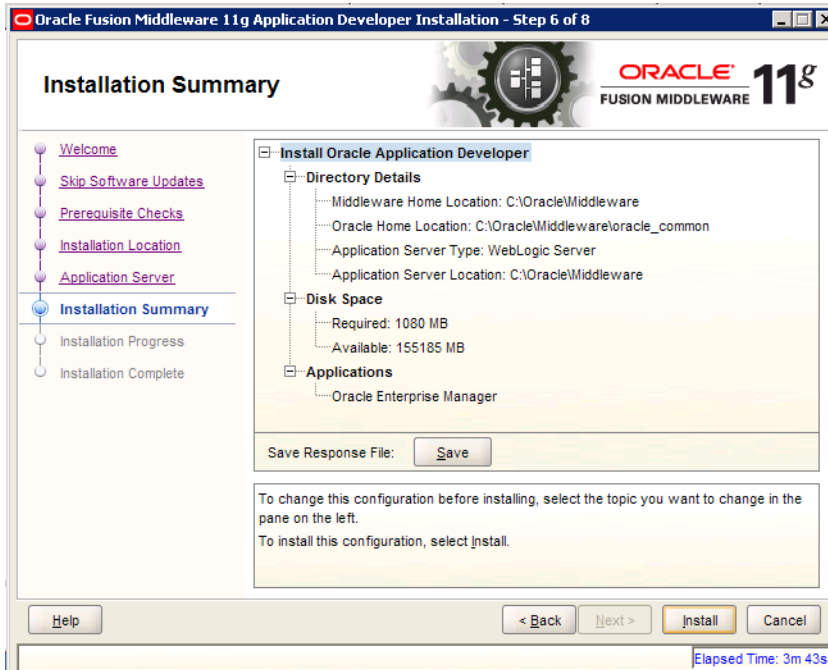 Oracle Fusion Middleware 11g Application Developer Installation - Step 6 of 8
Installation Summary
ORACLE
FUSION MIDDLEWARE 11g
Welcome
Skip Software Updates
Prerequisite Checks
Installation Location
Application Server
Installation Summary
Installation Progress
Installation Complete
Install Oracle Application Developer
Directory Details
Middleware Home Location: C:\Oracle\Middleware
Oracle Home Location: C:\Oracle\Middleware\oracle_common
Application Server Type: WebLogic Server
Application Server Location: C:\Oracle\Middleware
Disk Space
Required: 1080 MB
Available: 155185 MB
Applications
Oracle Enterprise Manager
Save Response File: Save
To change this configuration before installing, select the topic you want to change in the
pane on the left.
To install this configuration, select Install.
Help < Back Next > Install Cancel
Elapsed Time: 3m 43s